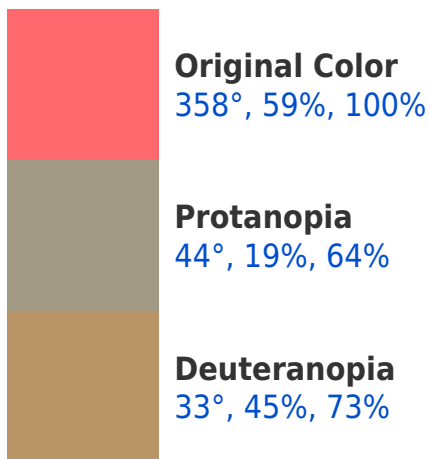 Original Color
358°, 59%, 100%
Protanopia
44°, 19%, 64%
Deuteranopia
33°, 45%, 73%